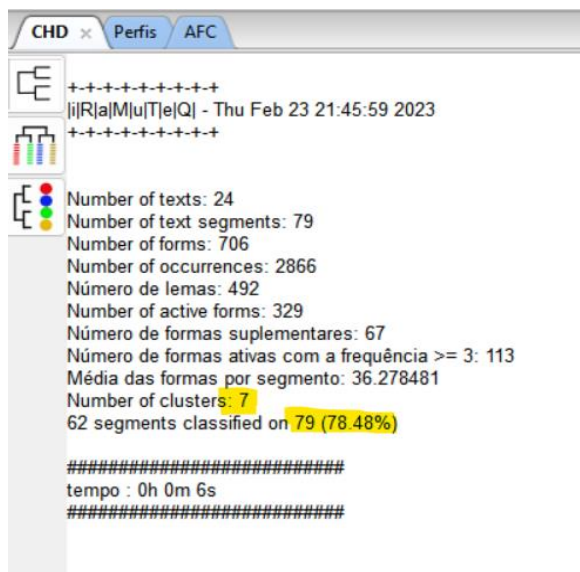 CHD × Perfis AFC
+-+-+-+-+-+-+-+-+
|i|R|a|M|u|T|e|Q| - Thu Feb 23 21:45:59 2023
+-+-+-+-+-+-+-+-+
Number of texts: 24
Number of text segments: 79
Number of forms: 706
Number of occurrences: 2866
Número de lemas: 492
Number of active forms: 329
Número de formas suplementares: 67
Número de formas ativas com a frequência >= 3: 113
Média das formas por segmento: 36.278481
Number of clusters: 7
62 segments classified on 79 (78.48%)
###########################
tempo : 0h 0m 6s
###########################